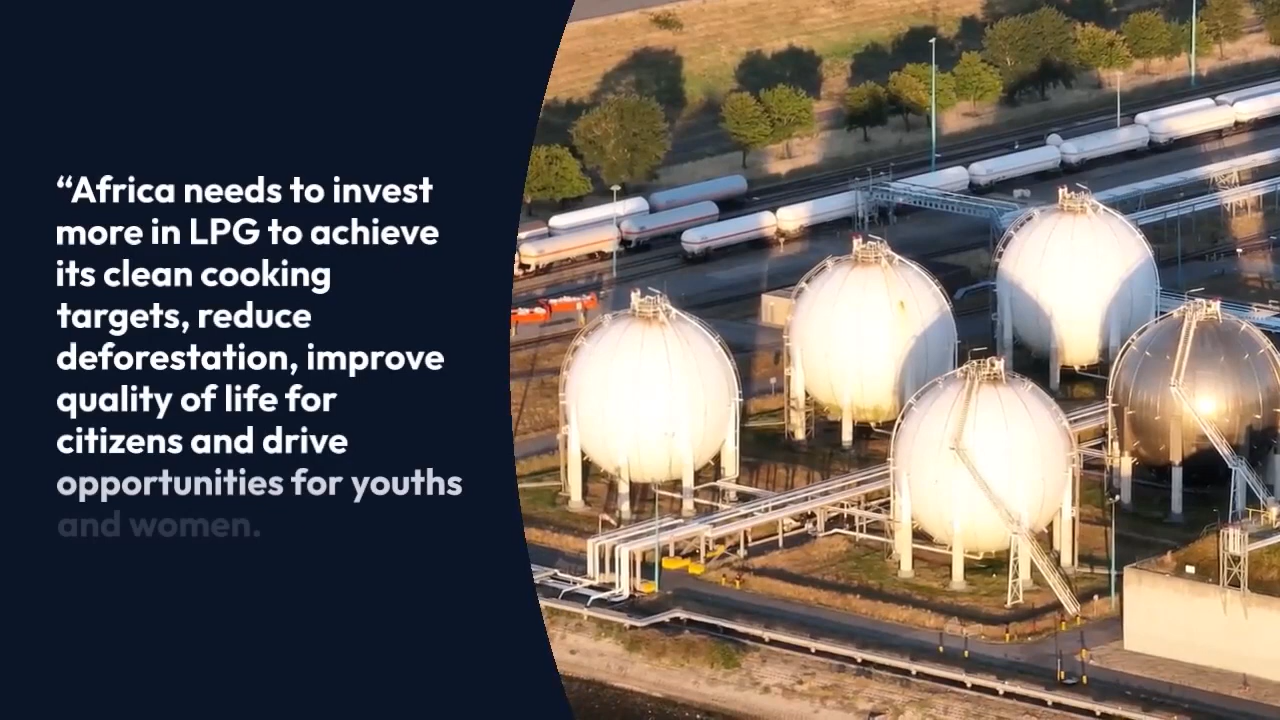 “Africa needs to invest
more in LPG to achieve
its clean cooking
targets, reduce
deforestation, improve
quality of life for
citizens and drive
opportunities for youths
and women.